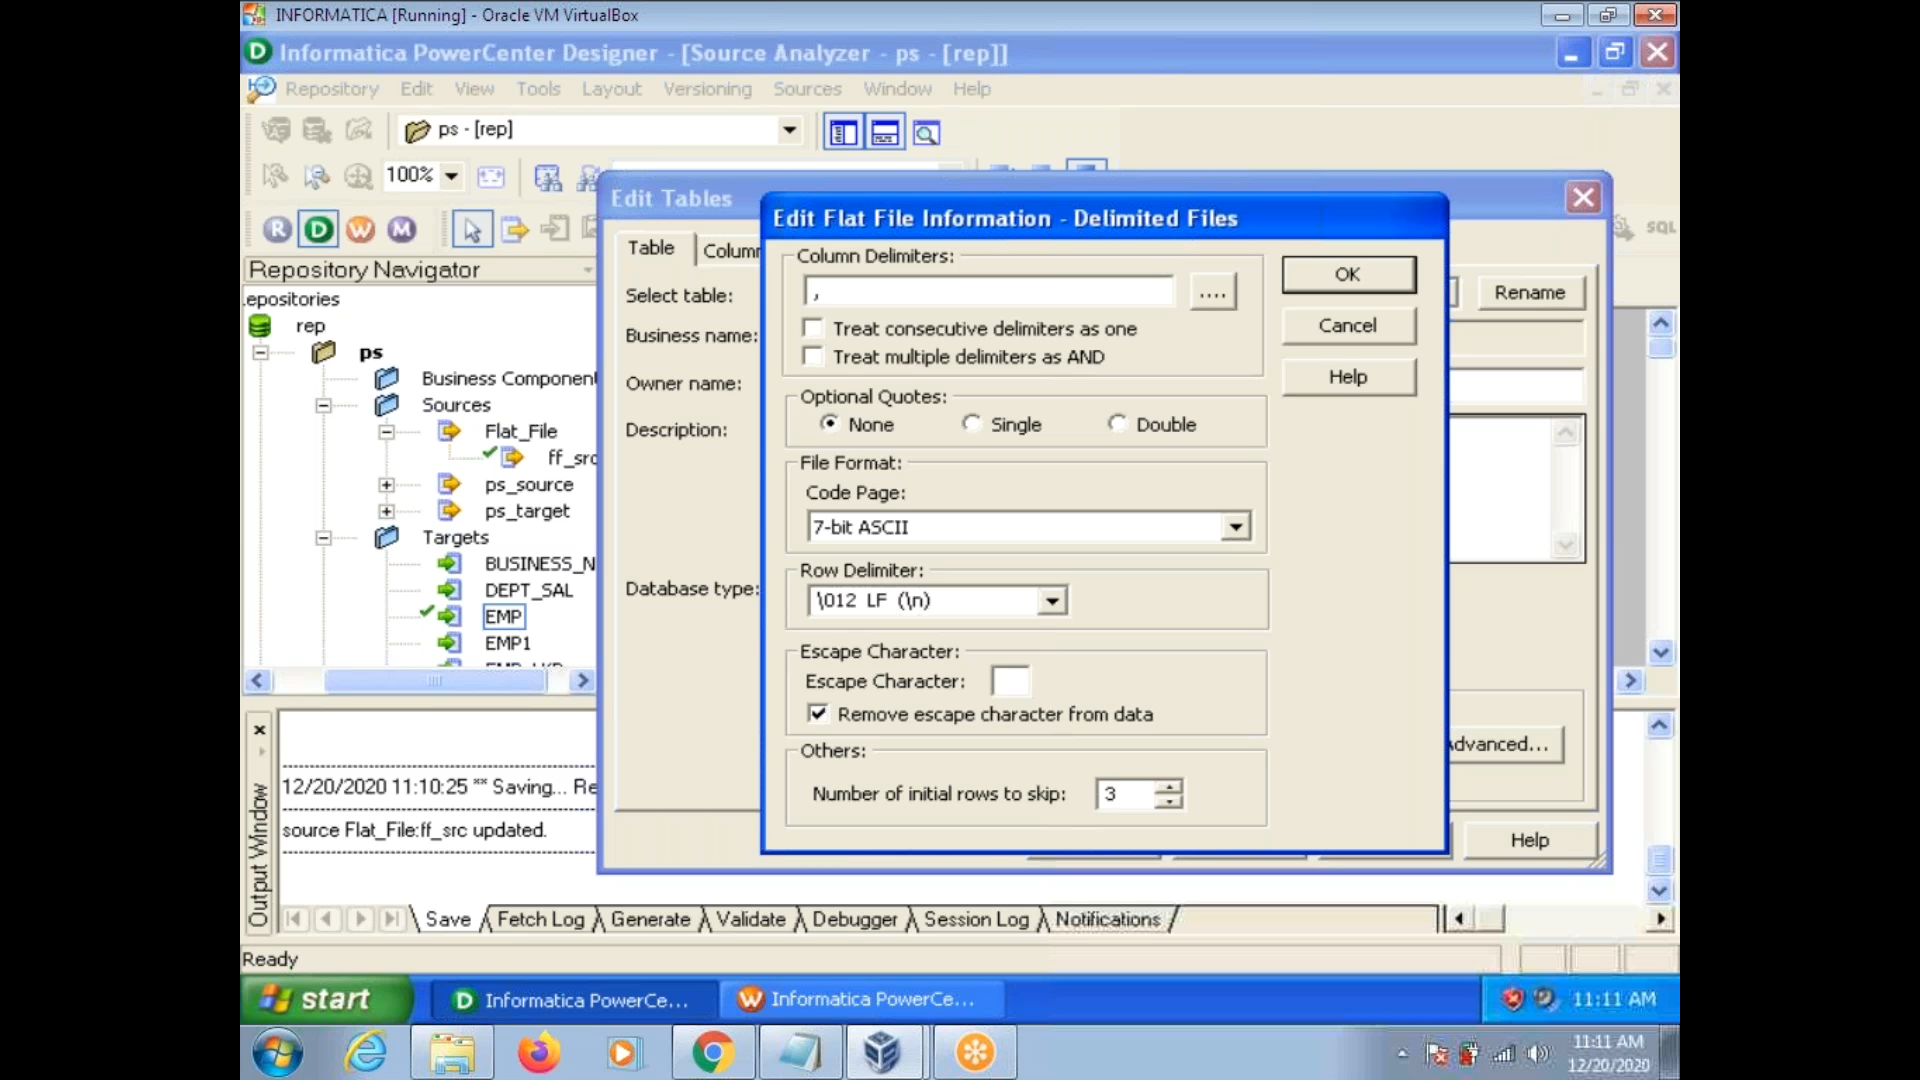 INFORMATICA [Running] - Oracle VM VirtualBox
Informatica PowerCenter Designer - [Source Analyzer - ps - [rep]]
Repository Edit View Tools Layout Versioning Sources Window Help
ps - [rep]
100%
R D W M
SQL
Edit Tables
Table
Column
Select table:
Rename
Business name:
Owner name:
Description:
Database type:
Advanced...
Help
Edit Flat File Information - Delimited Files
Column Delimiters:
,
....
OK
Treat consecutive delimiters as one
Cancel
Treat multiple delimiters as AND
Help
Optional Quotes:
None Single Double
File Format:
Code Page:
7-bit ASCII
Row Delimiter:
\012 LF (\n)
Escape Character:
Escape Character:
Remove escape character from data
Others:
Number of initial rows to skip: 3
Repository Navigator
epositories
rep
ps
Business Component
Sources
Flat_File
ff_src
ps_source
ps_target
Targets
BUSINESS_N
DEPT_SAL
EMP
EMP1
Output Window
12/20/2020 11:10:25 ** Saving... Re
source Flat_File:ff_src updated.
Save Fetch Log Generate Validate Debugger Session Log Notifications
Ready
start
Informatica PowerCe...
Informatica PowerCe...
11:11 AM
11:11 AM
12/20/2020